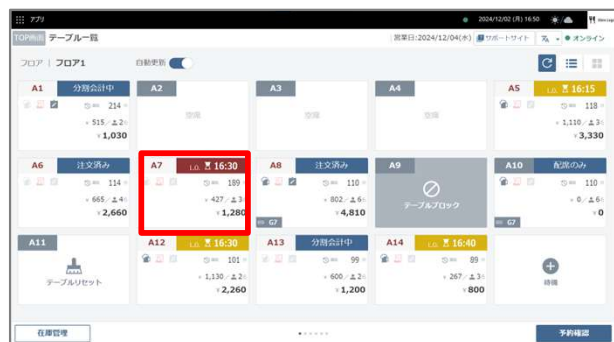 アプリ
2024/12/02 (月) 16:50
TOP画面 テーブル一覧
営業日:2024/12/04(水) サポートサイト オンライン
フロア | フロア1 自動更新
A1 分割会計中
214
515／ 2
¥1,030
A2
空席
A3
空席
A4
空席
A5 L.O. 16:15
118
1,110／ 3
¥3,330
A6 注文済み
114
665／ 4
¥2,660
A7 L.O. 16:30
189
427／ 3
¥1,280
A8 注文済み
110
802／ 6
¥4,810
G7
A9
テーブルブロック
A10 配席のみ
110
0／ 6
¥0
G7
A11
テーブルリセット
A12 L.O. 16:30
101
1,130／ 2
¥2,260
A13 分割会計中
99
600／ 2
¥1,200
A14 L.O. 16:40
89
267／ 3
¥800
待機
在庫管理
予約確認